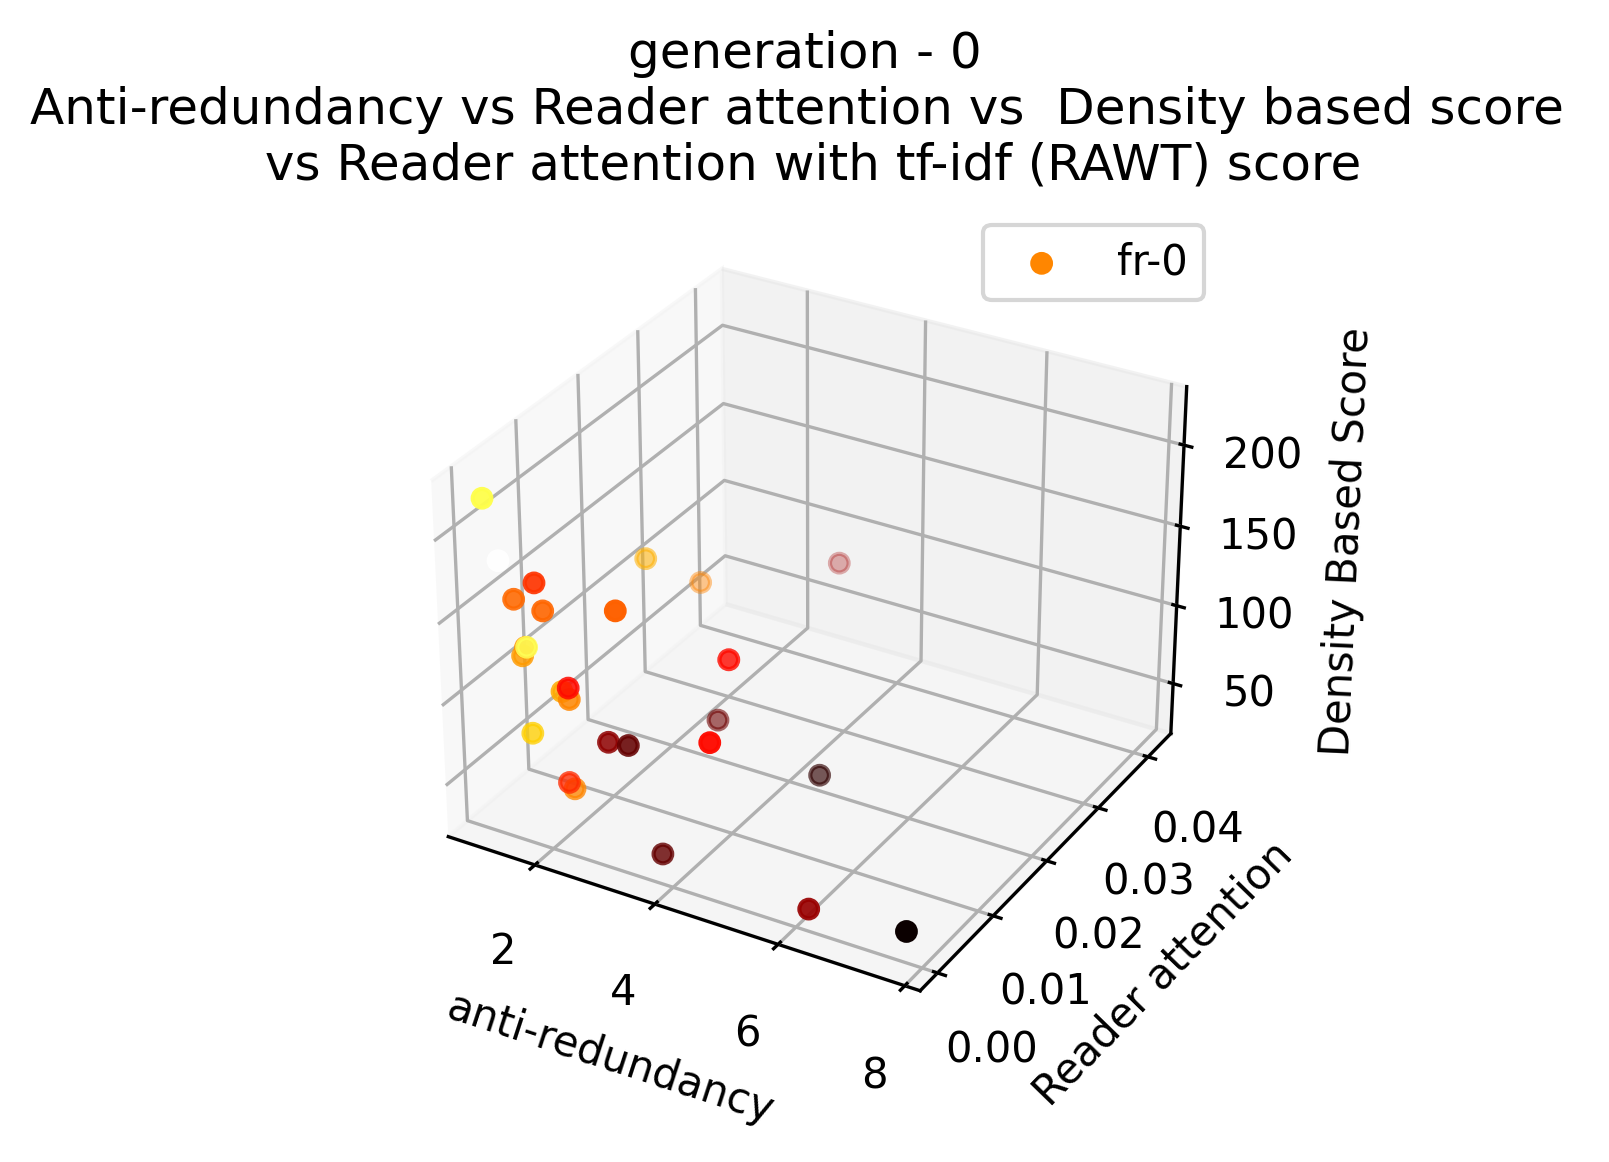 generation - 0
Anti-redundancy vs Reader attention vs  Density based score
vs Reader attention with tf-idf (RAWT) score
fr-0
200
150
100
50
Density Based Score
0.04
0.03
0.02
0.01
0.00
Reader attention
2
4
6
8
anti-redundancy